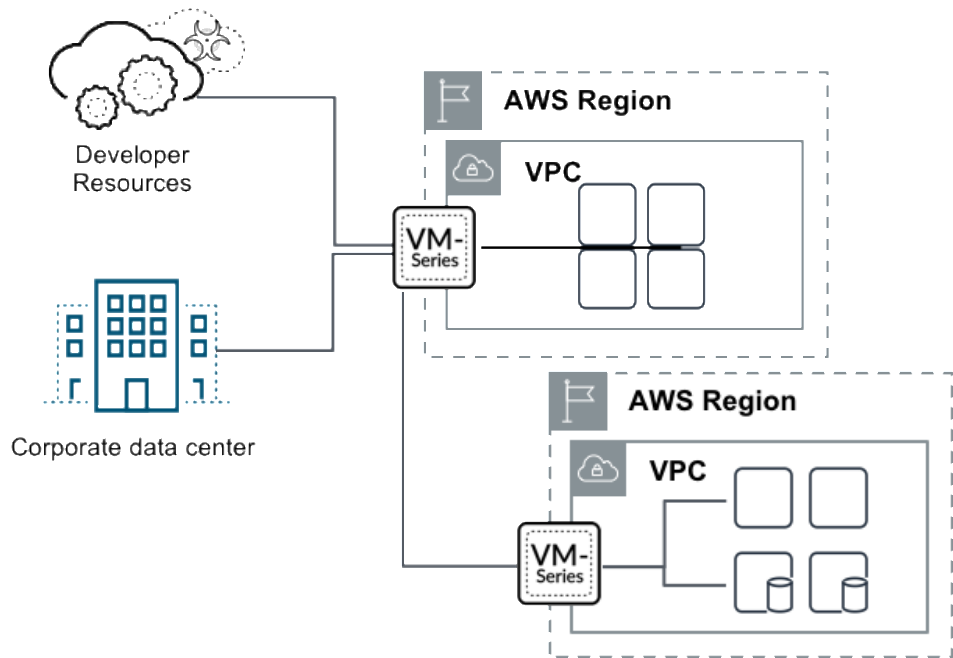 Developer
Resources
AWS Region
VPC
VM-
Series
Corporate data center
AWS Region
VPC
VM-
Series